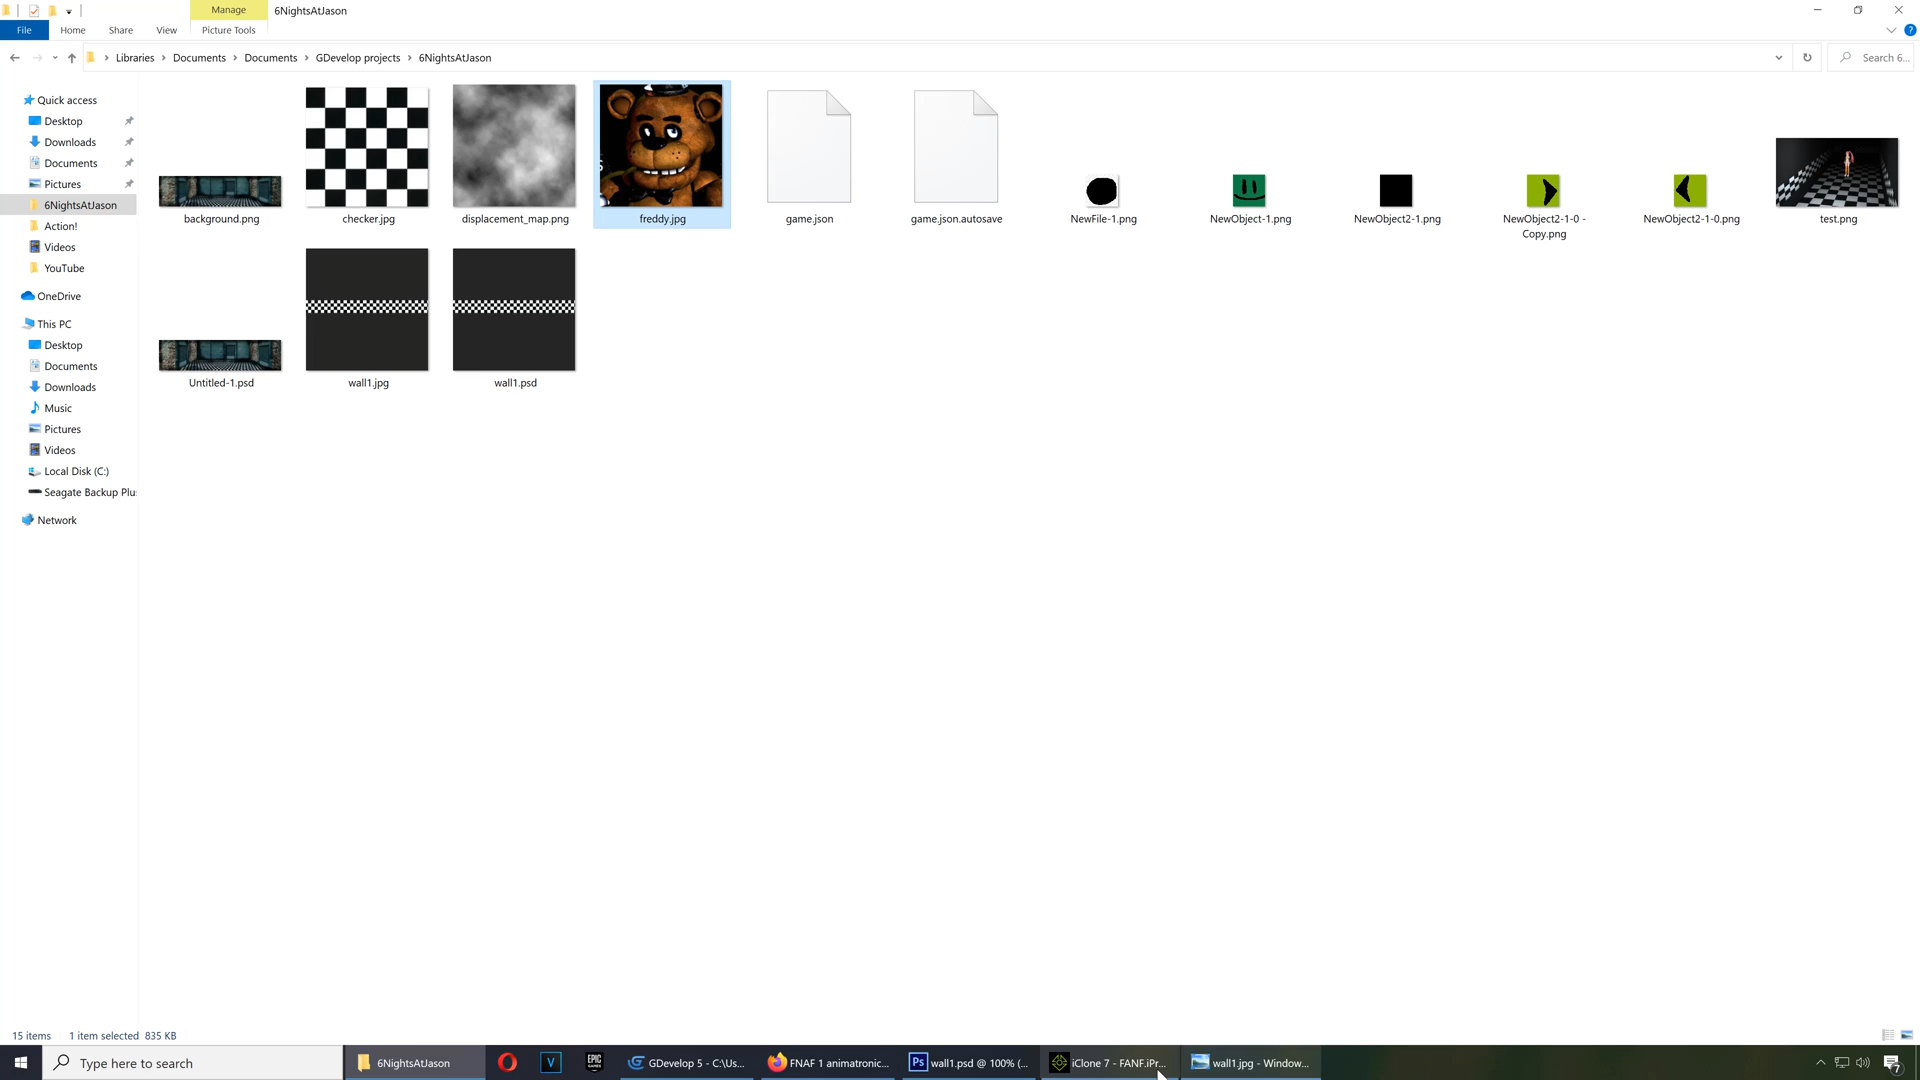 Manage
6NightsAtJason
File
Home
Share
View
Picture Tools
Libraries
Documents
Documents
GDevelop projects
6NightsAtJason
Search 6...
Quick access
Desktop
Downloads
Documents
Pictures
6NightsAtJason
Action!
Videos
YouTube
OneDrive
This PC
Desktop
Documents
Downloads
Music
Pictures
Videos
Local Disk (C:)
Seagate Backup Plu
Network
background.png
checker.jpg
displacement_map.png
freddy.jpg
game.json
game.json.autosave
NewFile-1.png
NewObject-1.png
NewObject2-1.png
NewObject2-1-0 -
Copy.png
NewObject2-1-0.png
test.png
Untitled-1.psd
wall1.jpg
wall1.psd
15 items
1 item selected 835 KB
Type here to search
6NightsAtJason
V
EPIC
GAMES
GDevelop 5 - C:\Us...
FNAF 1 animatronic...
Ps
wall1.psd @ 100% (...
iClone 7 - FANF.iPr...
wall1.jpg - Window...
7